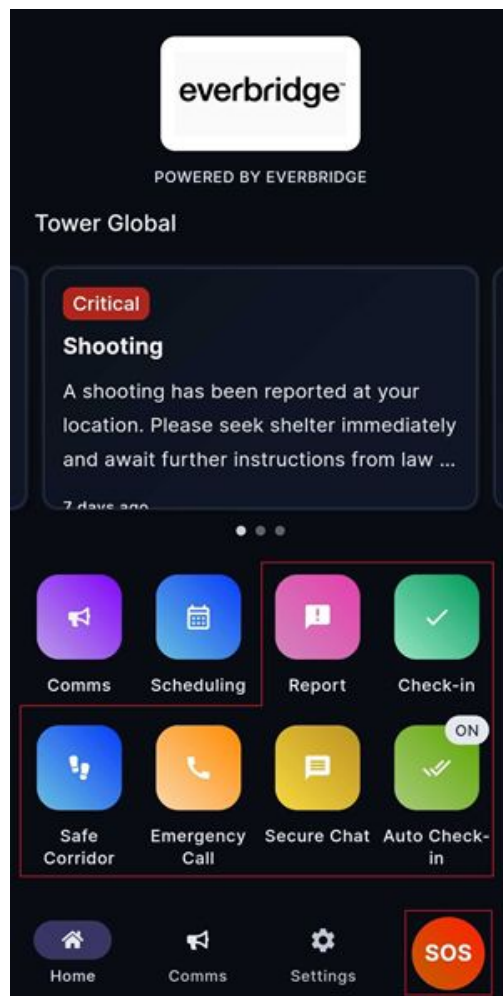 everbridge™
POWERED BY EVERBRIDGE
Tower Global
Critical
Shooting
A shooting has been reported at your
location. Please seek shelter immediately
and await further instructions from law ...
7 days ago
Comms
Scheduling
Report
Check-in
ON
Safe
Corridor
Emergency
Call
Secure Chat
Auto Check-
in
Home
Comms
Settings
SOS